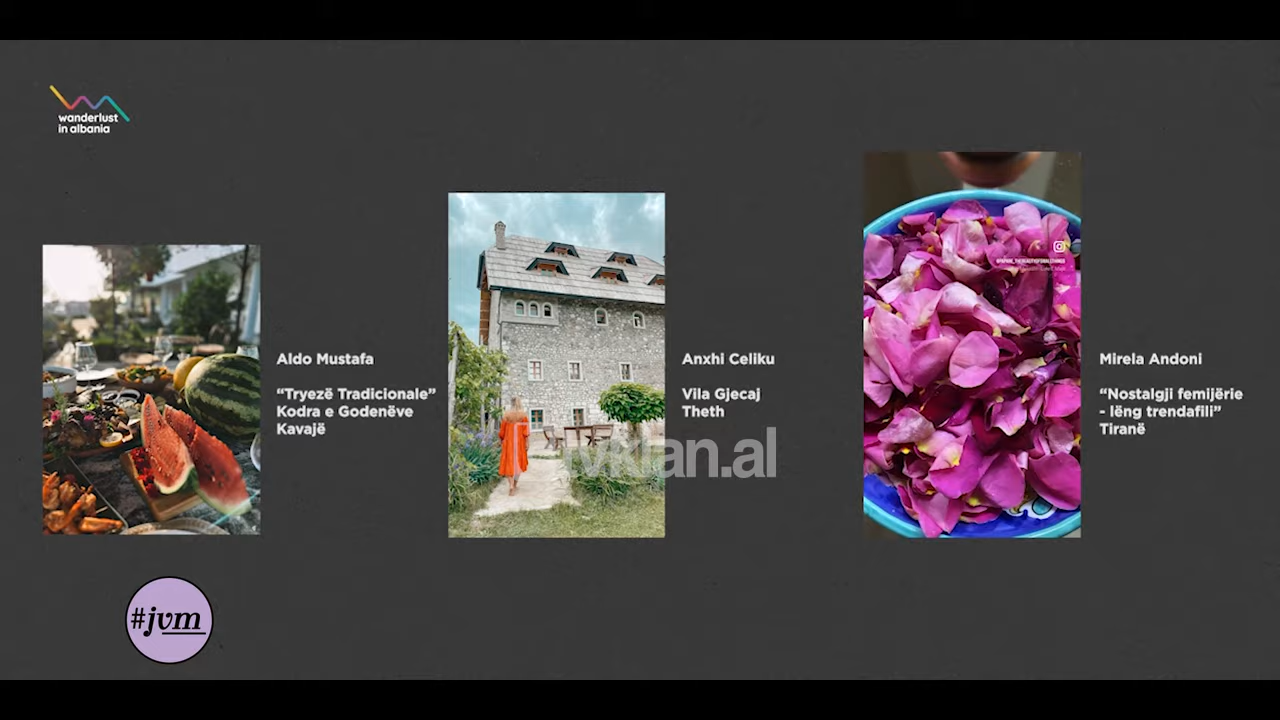 wanderlust
in albania
Aldo Mustafa
“Tryezë Tradicionale”
Kodra e Godenëve
Kavajë
Anxhi Celiku
Vila Gjecaj
Theth
tvklan.al
Mirela Andoni
“Nostalgji femijërie
- lëng trendafili”
Tiranë
#jvm